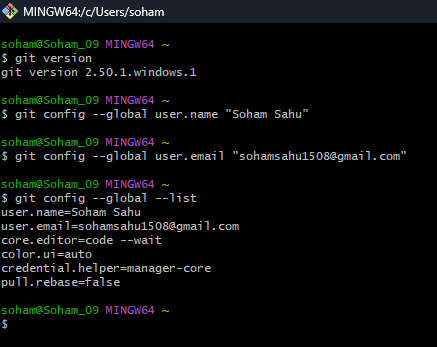 MINGW64:/c/Users/soham
soham@Soham_09 MINGW64 ~
$ git version
git version 2.50.1.windows.1
soham@Soham_09 MINGW64 ~
$ git config --global user.name "Soham Sahu"
soham@Soham_09 MINGW64 ~
$ git config --global user.email "sohamsahu1508@gmail.com"
soham@Soham_09 MINGW64 ~
$ git config --global --list
user.name=Soham Sahu
user.email=sohamsahu1508@gmail.com
core.editor=code --wait
color.ui=auto
credential.helper=manager-core
pull.rebase=false
soham@Soham_09 MINGW64 ~
$